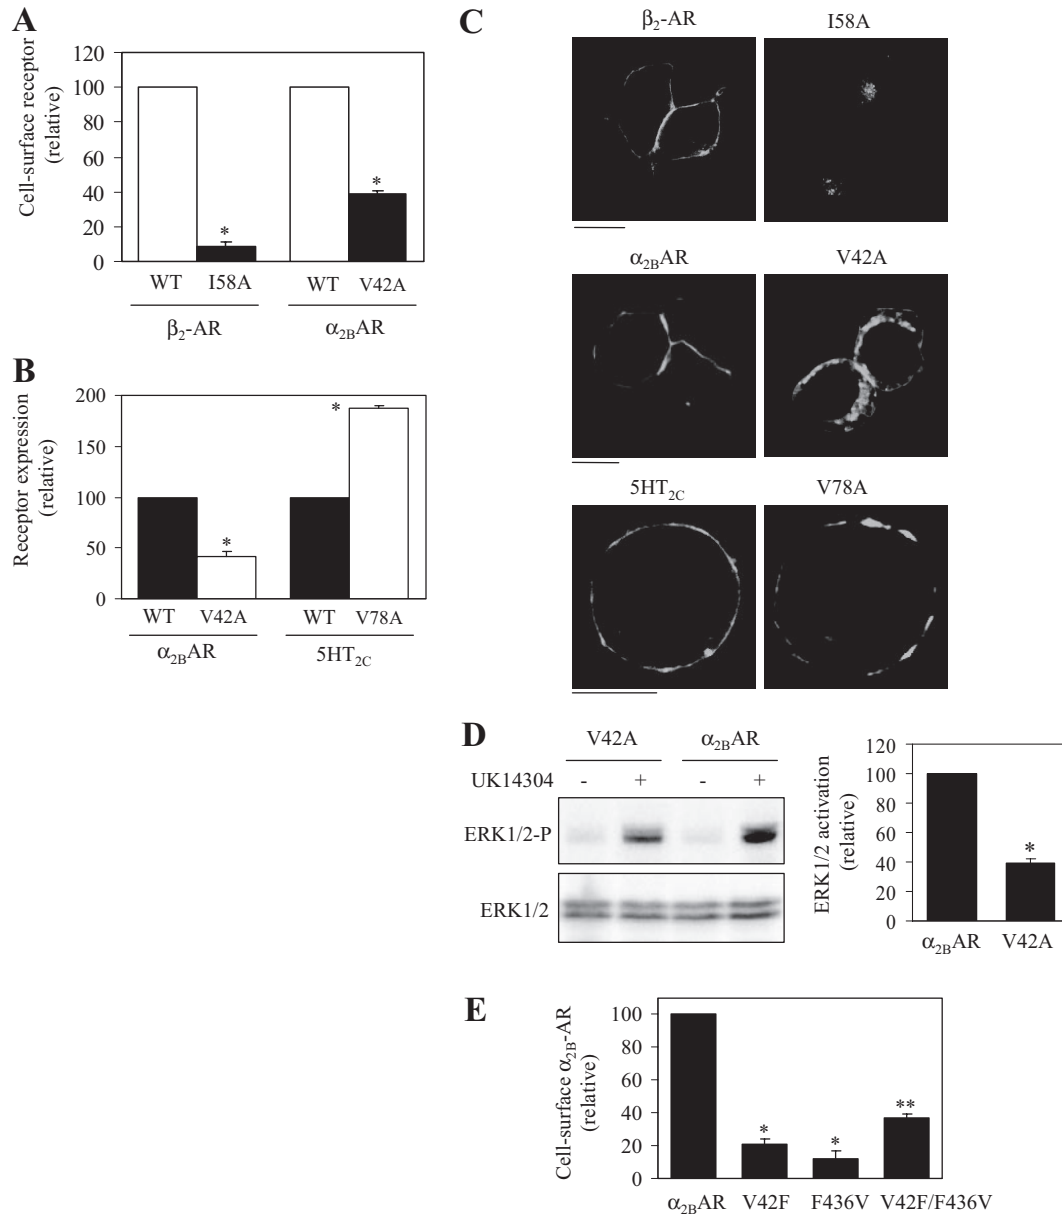 A
Cell-surface receptor
(relative)
120
100
80
60
40
20
0
*
*
WT I58A WT V42A
β₂-AR α₂BAR
B
Receptor expression
(relative)
200
150
100
50
0
*
*
WT V42A WT V78A
α₂BAR 5HT₂C
C
β₂-AR I58A
α₂BAR V42A
5HT₂C V78A
D
V42A α₂BAR
UK14304 - + - +
ERK1/2-P
ERK1/2
ERK1/2 activation
(relative)
120
100
80
60
40
20
0
*
α₂BAR V42A
E
Cell-surface α₂B-AR
(relative)
100
80
60
40
20
0
*
*
**
α₂BAR V42F F436V V42F/F436V